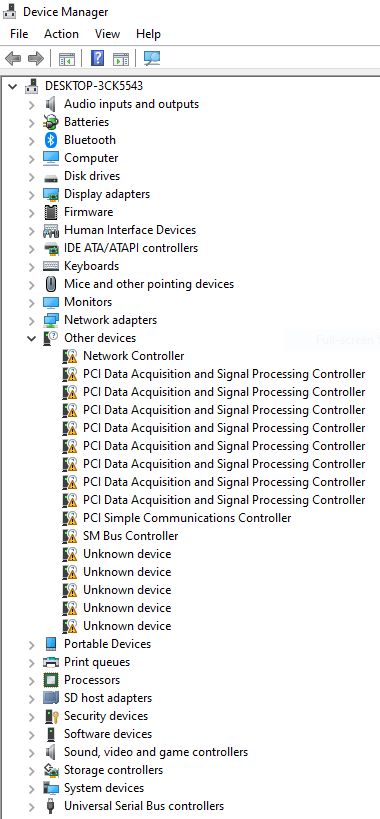 Device Manager
File Action View Help
DESKTOP-3CK5543
Audio inputs and outputs
Batteries
Bluetooth
Computer
Disk drives
Display adapters
Firmware
Human Interface Devices
IDE ATA/ATAPI controllers
Keyboards
Mice and other pointing devices
Monitors
Network adapters
Other devices
Network Controller
PCI Data Acquisition and Signal Processing Controller
PCI Data Acquisition and Signal Processing Controller
PCI Data Acquisition and Signal Processing Controller
PCI Data Acquisition and Signal Processing Controller
PCI Data Acquisition and Signal Processing Controller
PCI Data Acquisition and Signal Processing Controller
PCI Data Acquisition and Signal Processing Controller
PCI Data Acquisition and Signal Processing Controller
PCI Simple Communications Controller
SM Bus Controller
Unknown device
Unknown device
Unknown device
Unknown device
Unknown device
Portable Devices
Print queues
Processors
SD host adapters
Security devices
Software devices
Sound, video and game controllers
Storage controllers
System devices
Universal Serial Bus controllers